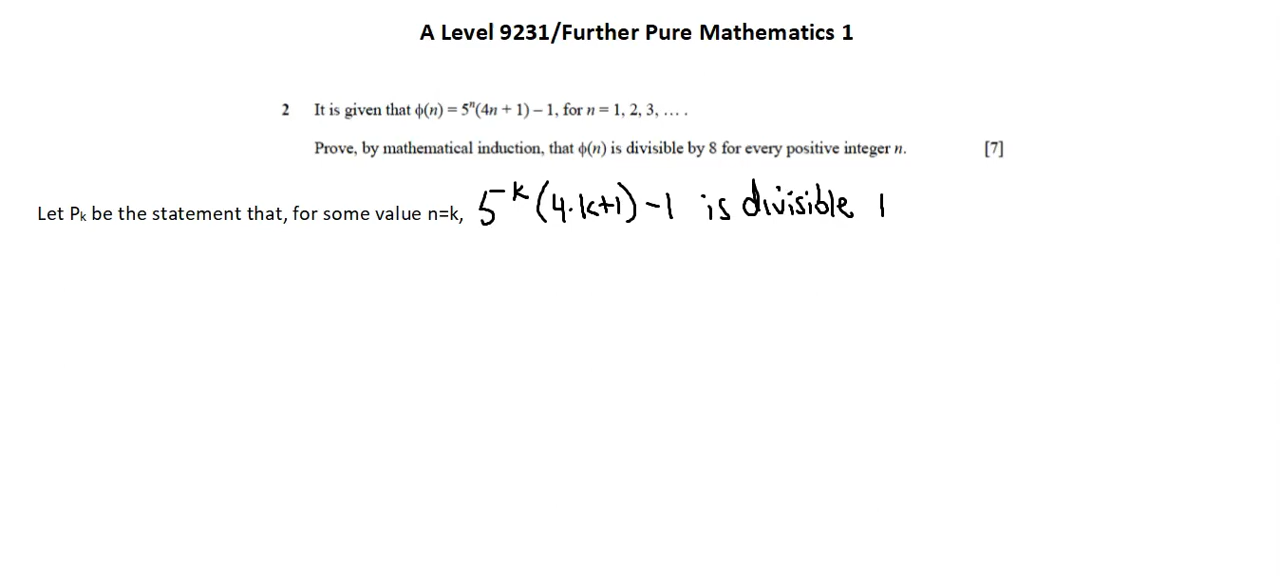 A Level 9231/Further Pure Mathematics 1
2 It is given that ϕ(n) = 5ⁿ(4n + 1) – 1, for n = 1, 2, 3, … .
Prove, by mathematical induction, that ϕ(n) is divisible by 8 for every positive integer n. [7]
Let Pₖ be the statement that, for some value n=k, 5ᵏ(4·k+1) -1 is divisible